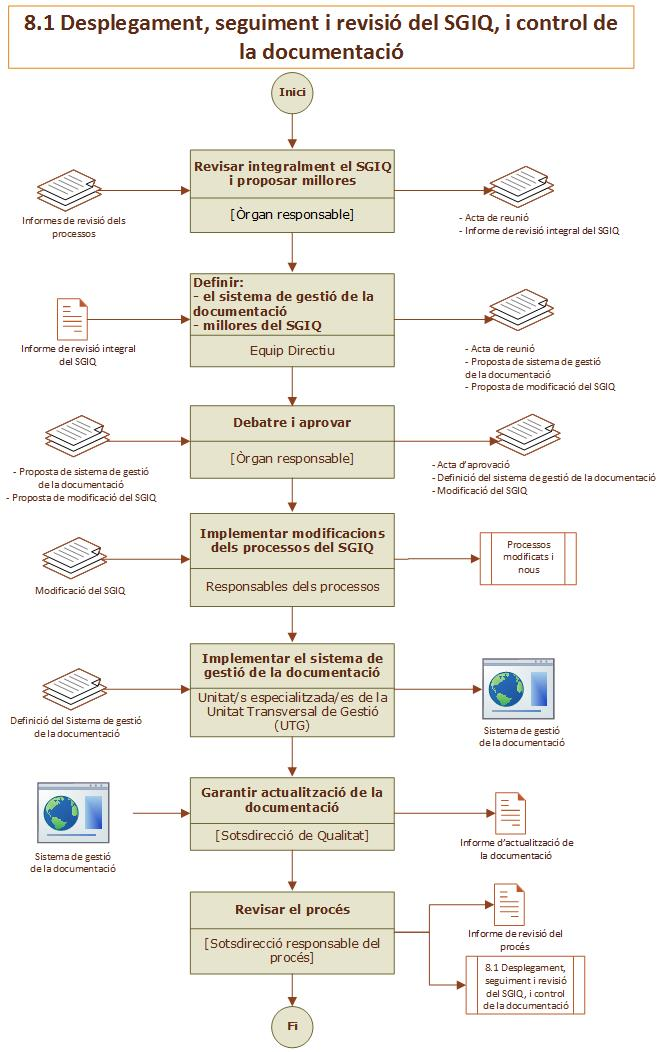 8.1 Desplegament, seguiment i revisió del SGIQ, i control de
la documentació
Inici
Revisar integralment el SGIQ
i proposar millores
[Òrgan responsable]
Informes de revisió dels
processos
- Acta de reunió
- Informe de revisió integral del SGIQ
Definir:
- el sistema de gestió de la
documentació
- millores del SGIQ
Equip Directiu
Informe de revisió integral
del SGIQ
- Acta de reunió
- Proposta de sistema de gestió
de la documentació
- Proposta de modificació del SGIQ
Debatre i aprovar
[Òrgan responsable]
- Proposta de sistema de gestió
de la documentació
- Proposta de modificació del SGIQ
- Acta d’aprovació
- Definició del sistema de gestió de la documentació
- Modificació del SGIQ
Implementar modificacions
dels processos del SGIQ
Responsables dels processos
Modificació del SGIQ
Processos
modificats i
nous
Implementar el sistema de
gestió de la documentació
Unitat/s especialitzada/es de la
Unitat Transversal de Gestió
(UTG)
Definició del Sistema de gestió
de la documentació
Sistema de gestió
de la documentació
Garantir actualització de la
documentació
[Sotsdirecció de Qualitat]
Sistema de gestió
de la documentació
Informe d’actualització de
la documentació
Revisar el procés
[Sotsdirecció responsable del
procés]
Informe de revisió del
procés
8.1 Desplegament,
seguiment i revisió
del SGIQ, i control
de la documentació
Fi